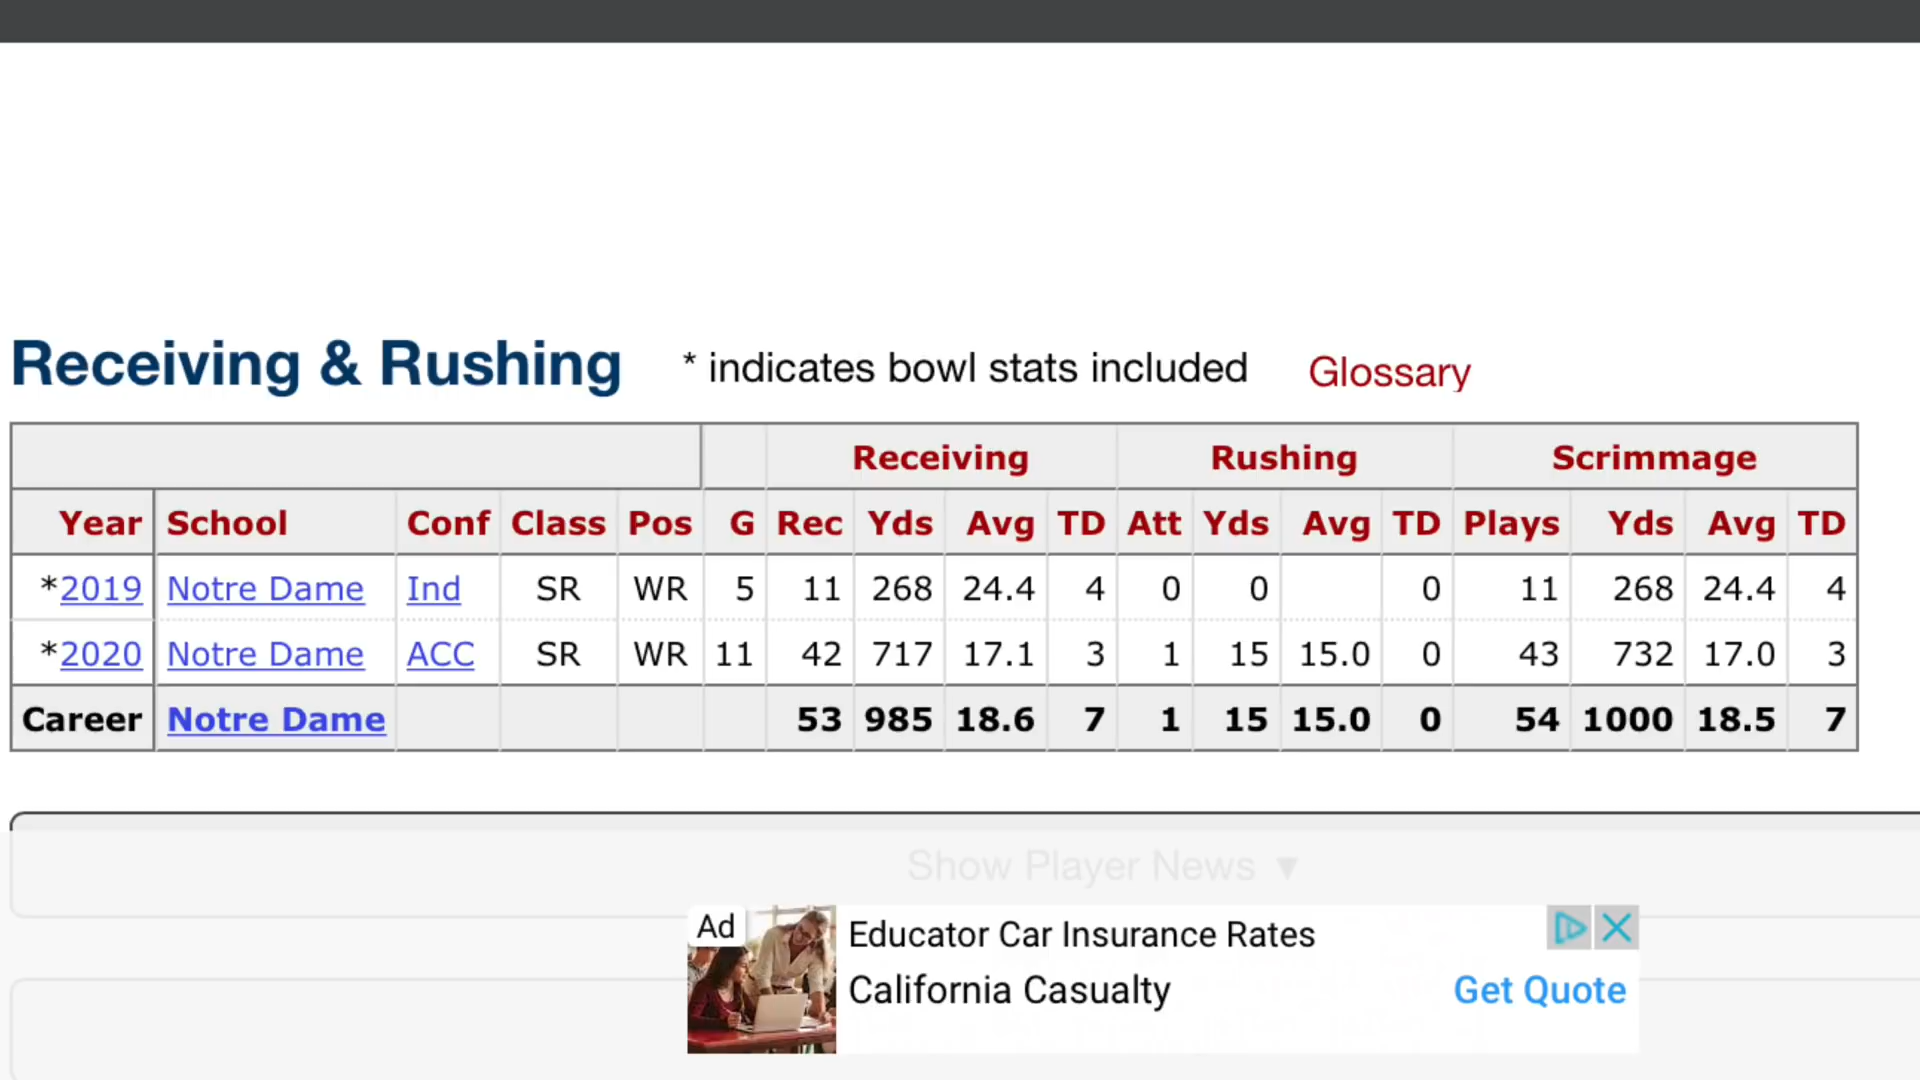 Receiving & Rushing * indicates bowl stats included Glossary
Receiving Rushing Scrimmage
Year School Conf Class Pos G Rec Yds Avg TD Att Yds Avg TD Plays Yds Avg TD
*2019 Notre Dame Ind SR WR 5 11 268 24.4 4 0 0 0 11 268 24.4 4
*2020 Notre Dame ACC SR WR 11 42 717 17.1 3 1 15 15.0 0 43 732 17.0 3
Career Notre Dame 53 985 18.6 7 1 15 15.0 0 54 1000 18.5 7
Show Player News ▼
Ad
Educator Car Insurance Rates
California Casualty
Get Quote